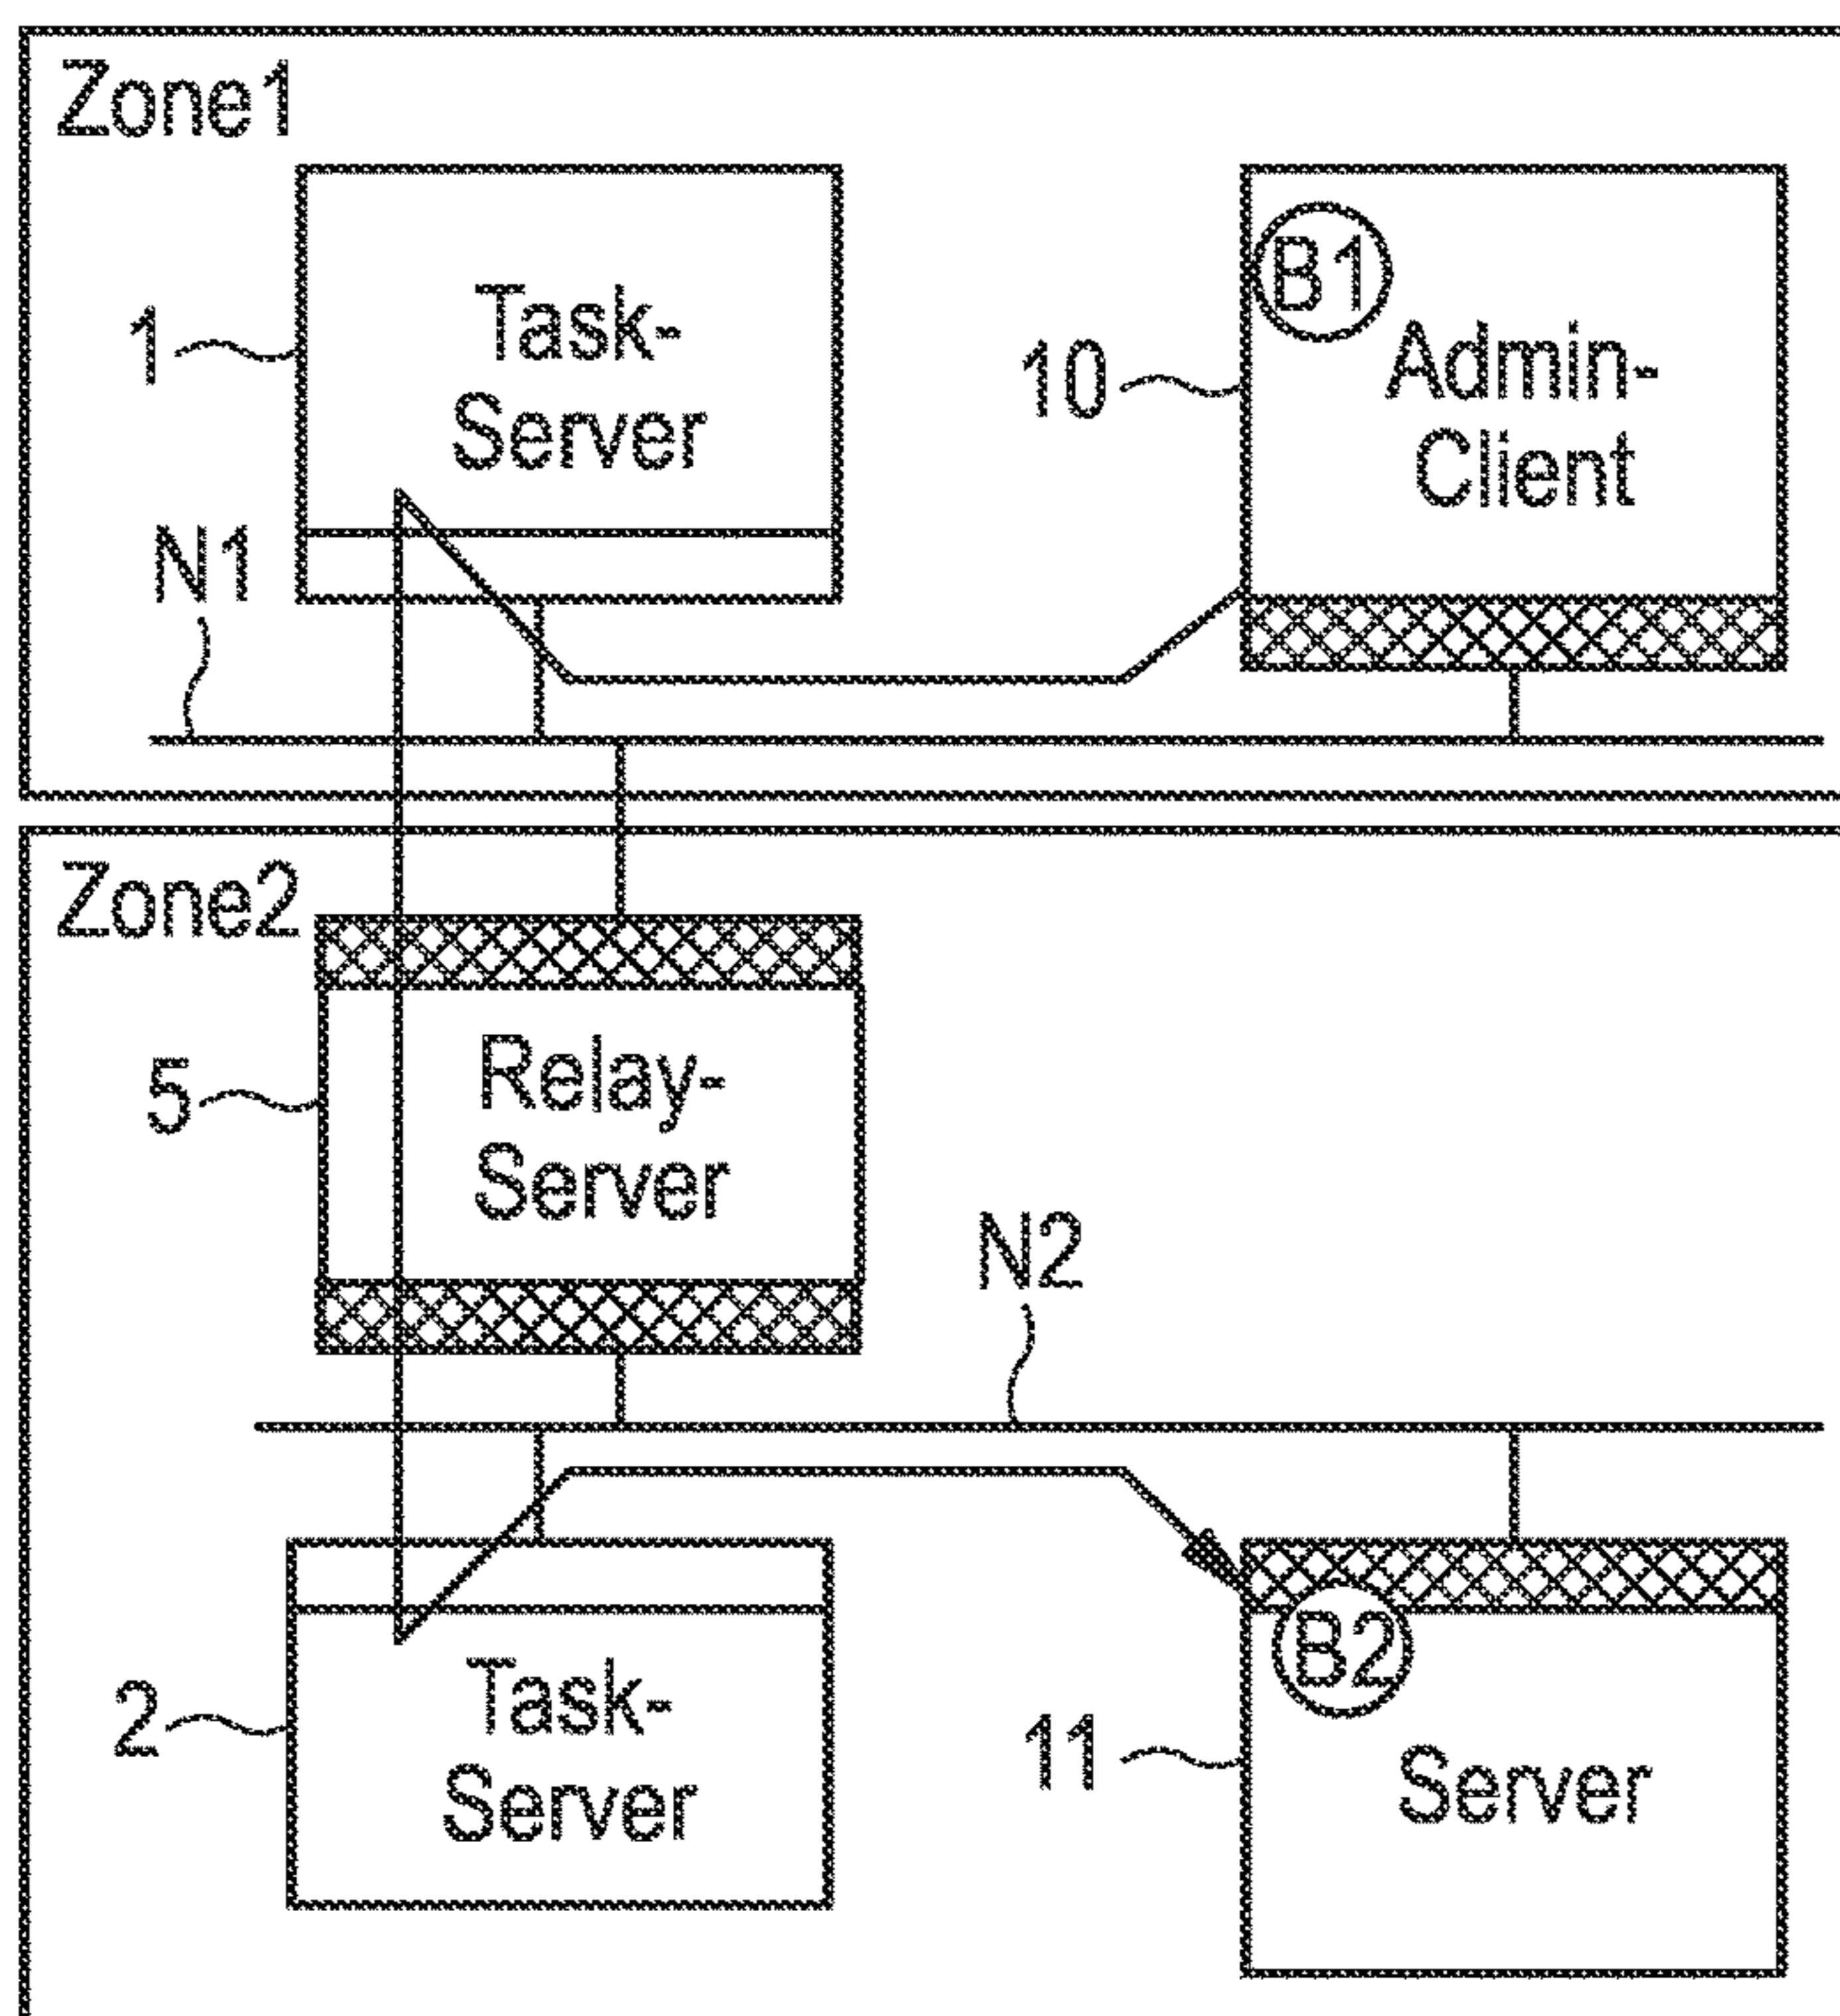 Zone1
B1
1
Task-
Server
10
Admin-
Client
N1
Zone2
5
Relay-
Server
N2
2
Task-
Server
B2
11
Server